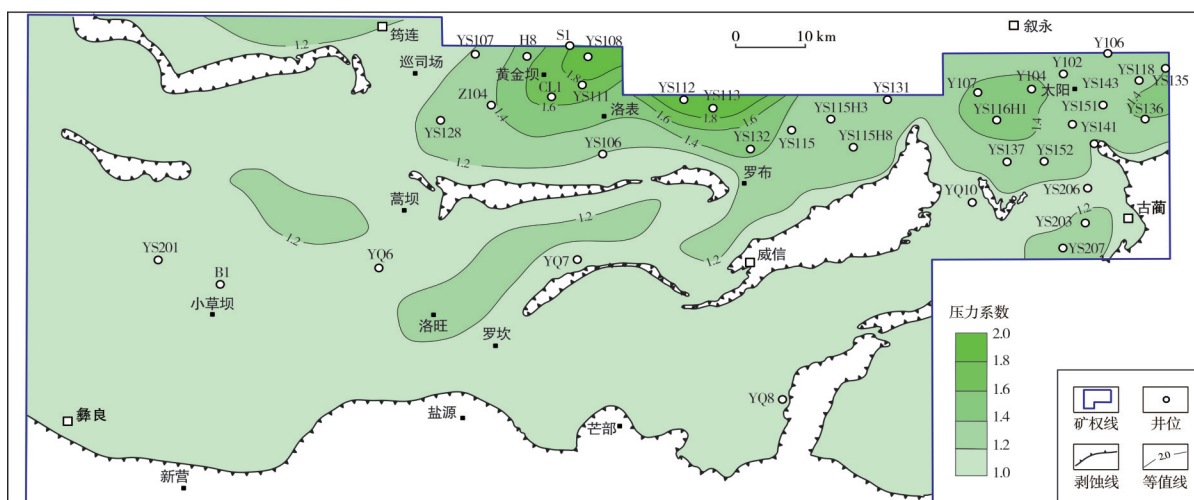 叙永
筠连
1.2
S1
YS107
H8
YS108
Y106
巡司场
黄金坝
1.8
Y102
YS118
YS135
Z104
CL1
1.6
YS111
YS112
YS113
YS131
Y107
Y104
太阳
YS143
1.4
0
10 km
1.4
洛表
1.6
1.8
1.6
YS115H3
YS116H1
1.4
YS151
YS136
YS128
1.4
YS132
YS115
YS115H8
YS141
1.2
YS106
YS137
YS152
罗布
YQ10
YS206
蒿坝
1.2
1.2
1.2
古蔺
YS203
1.2
YS207
YS201
YQ6
YQ7
1.2
威信
B1
小草坝
洛旺
罗坎
压力系数
2.0
1.8
1.6
1.4
1.2
1.0
YQ8
彝良
盐源
芒部
新营
矿权线
井位
剥蚀线
2.0
等值线